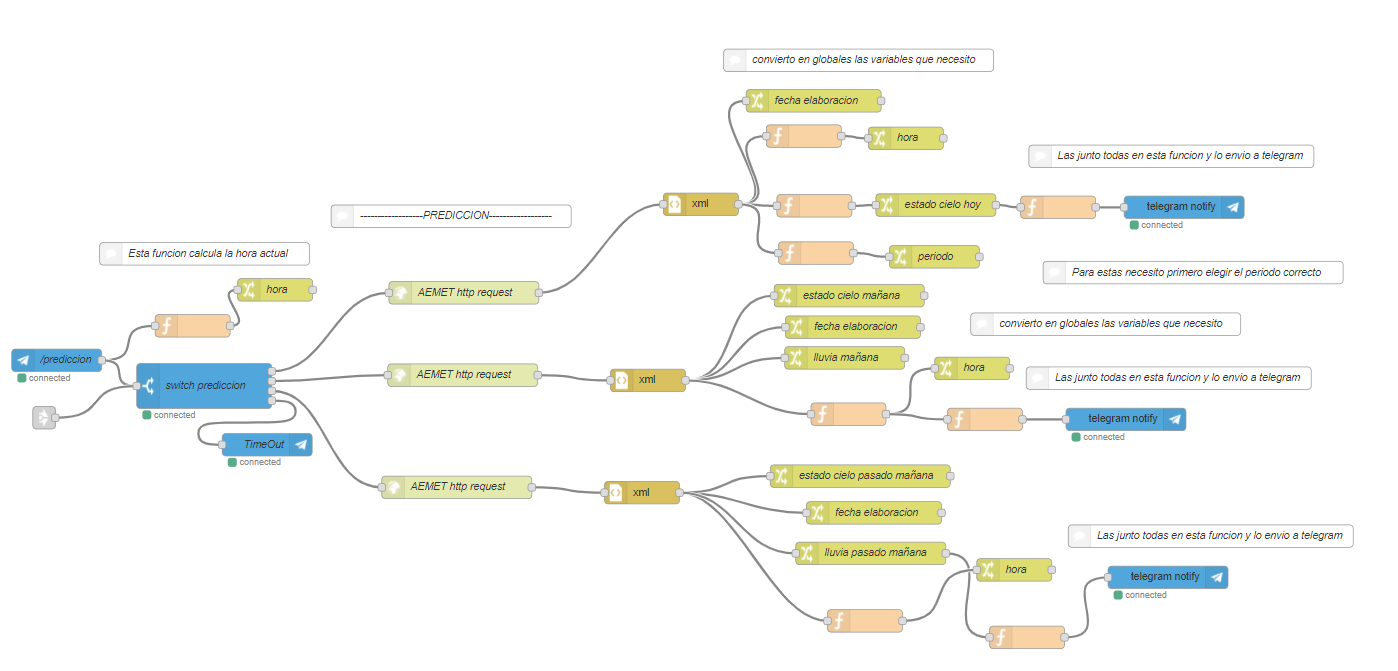 convierto en globales las variables que necesito
fecha elaboracion
hora
Las junto todas en esta funcion y lo envio a telegram
xml
estado cielo hoy
telegram notify
connected
------------------PREDICCION------------------
Esta funcion calcula la hora actual
periodo
Para estas necesito primero elegir el periodo correcto
hora
AEMET http request
estado cielo mañana
fecha elaboracion
convierto en globales las variables que necesito
/prediccion
connected
lluvia mañana
hora
Las junto todas en esta funcion y lo envio a telegram
switch prediccion
connected
AEMET http request
xml
telegram notify
connected
TimeOut
connected
AEMET http request
xml
estado cielo pasado mañana
fecha elaboracion
Las junto todas en esta funcion y lo envio a telegram
lluvia pasado mañana
hora
telegram notify
connected